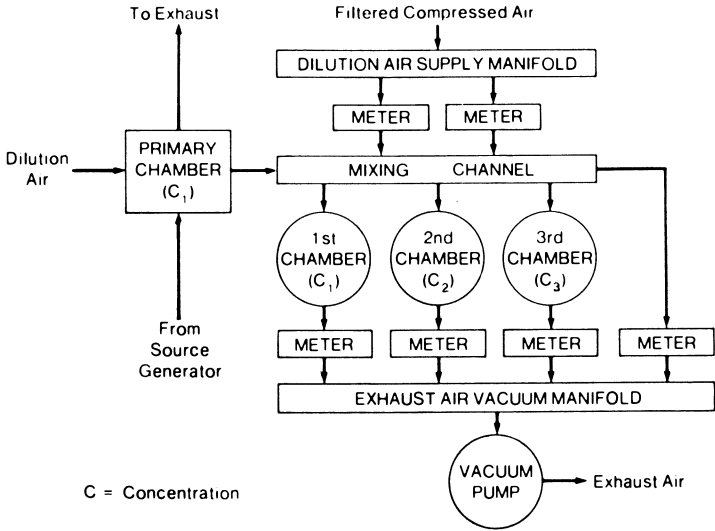 To Exhaust
Filtered Compressed Air
DILUTION AIR SUPPLY MANIFOLD
METER
METER
Dilution
Air
PRIMARY
CHAMBER
(C₁)
MIXING CHANNEL
1st
CHAMBER
(C₁)
2nd
CHAMBER
(C₂)
3rd
CHAMBER
(C₃)
From
Source
Generator
METER
METER
METER
METER
EXHAUST AIR VACUUM MANIFOLD
VACUUM
PUMP
Exhaust Air
C = Concentration